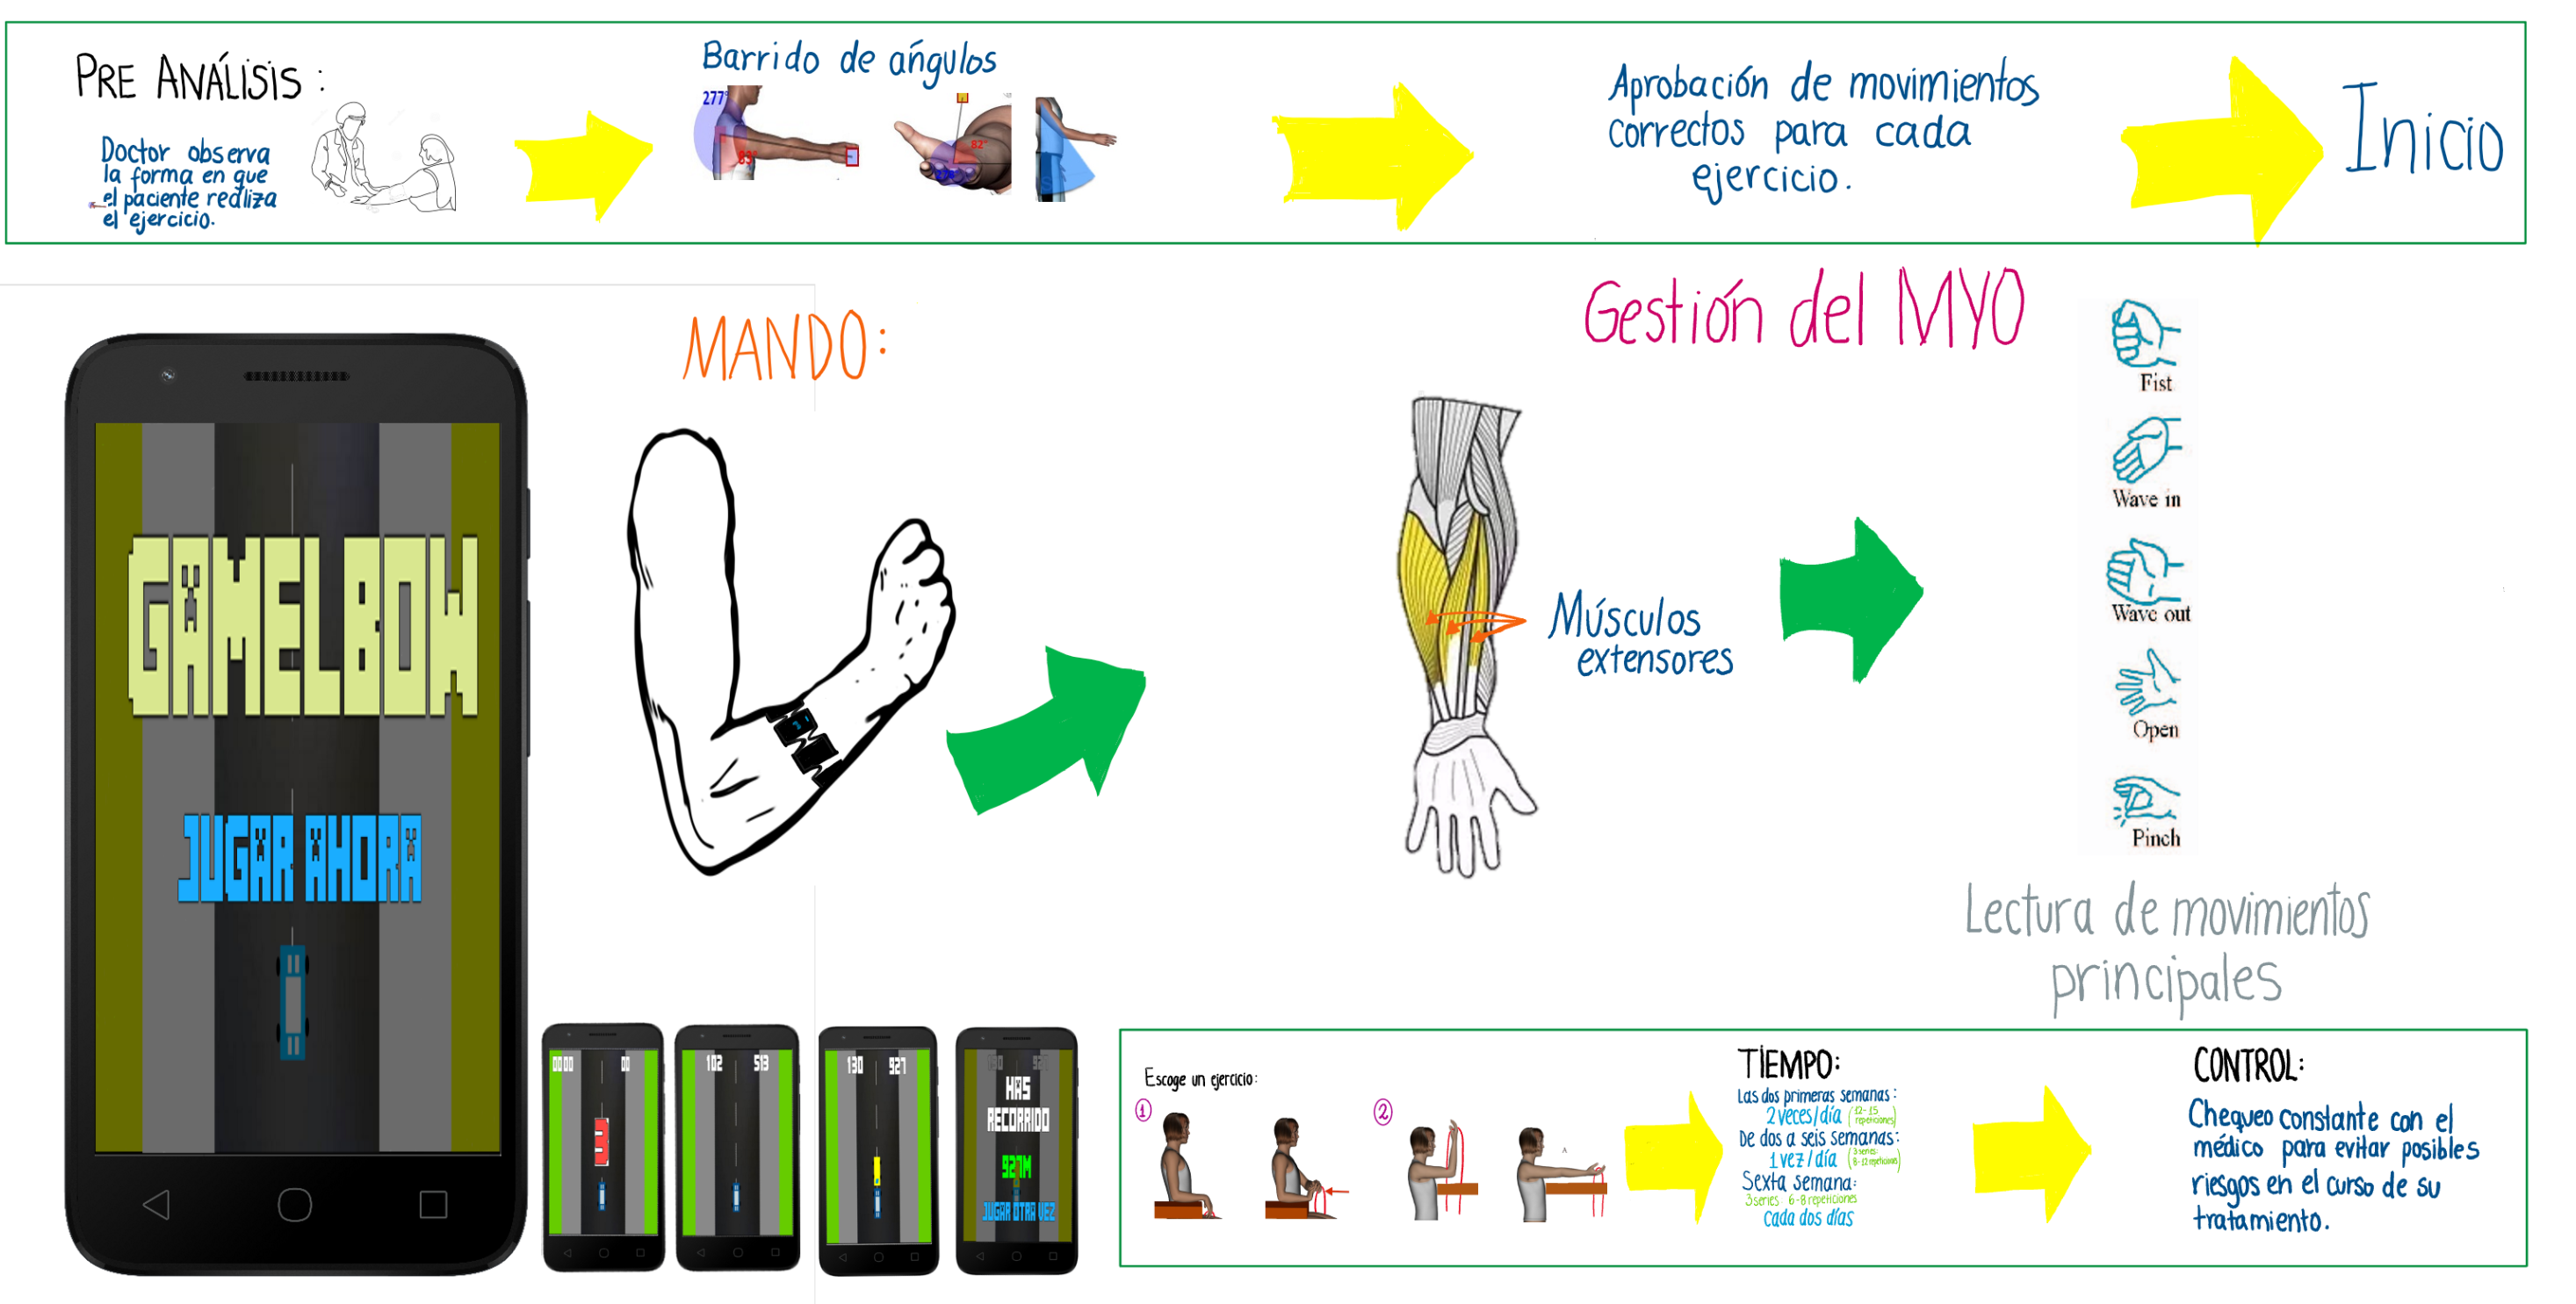 PRE ANÁLISIS :
Doctor observa
la forma en que
el paciente realiza
el ejercicio.
Barrido de ángulos
277°
83°
82°
Aprobación de movimientos
correctos para cada
ejercicio.
Inicio
MANDO:
Gestión del MYO
GAMELBOW
JUGAR AHORA
Músculos
extensores
Fist
Wave in
Wave out
Open
Pinch
Lectura de movimientos
principales
0000 00
3
102 513
130 927
HAS
RECORRIDO
927M
JUGAR OTRA VEZ
Escoge un ejercicio:
1
2
A
TIEMPO:
Las dos primeras semanas:
2 veces/día (12-15
repeticiones)
De dos a seis semanas:
1 vez/día (3 series:
8-12 repeticiones)
Sexta semana:
3 series 6-8 repeticiones
Cada dos días
CONTROL:
Chequeo constante con el
médico para evitar posibles
riesgos en el curso de su
tratamiento.